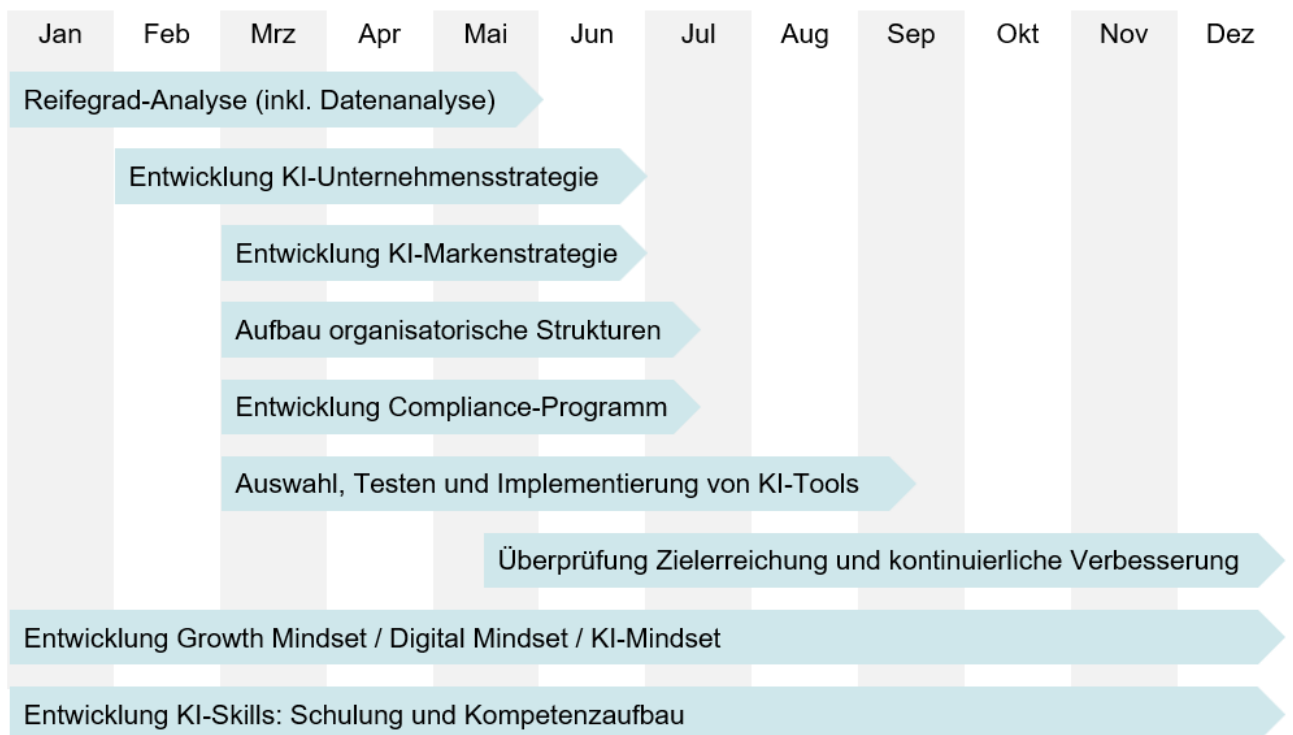 Jan Feb Mrz Apr Mai Jun Jul Aug Sep Okt Nov Dez
Reifegrad-Analyse (inkl. Datenanalyse)
Entwicklung KI-Unternehmensstrategie
Entwicklung KI-Markenstrategie
Aufbau organisatorische Strukturen
Entwicklung Compliance-Programm
Auswahl, Testen und Implementierung von KI-Tools
Überprüfung Zielerreichung und kontinuierliche Verbesserung
Entwicklung Growth Mindset / Digital Mindset / KI-Mindset
Entwicklung KI-Skills: Schulung und Kompetenzaufbau